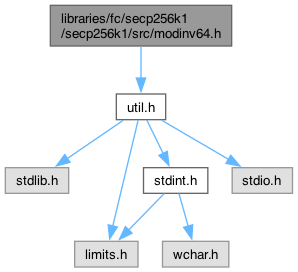 libraries/fc/secp256k1
/secp256k1/src/modinv64.h
util.h
stdlib.h
stdint.h
stdio.h
limits.h
wchar.h